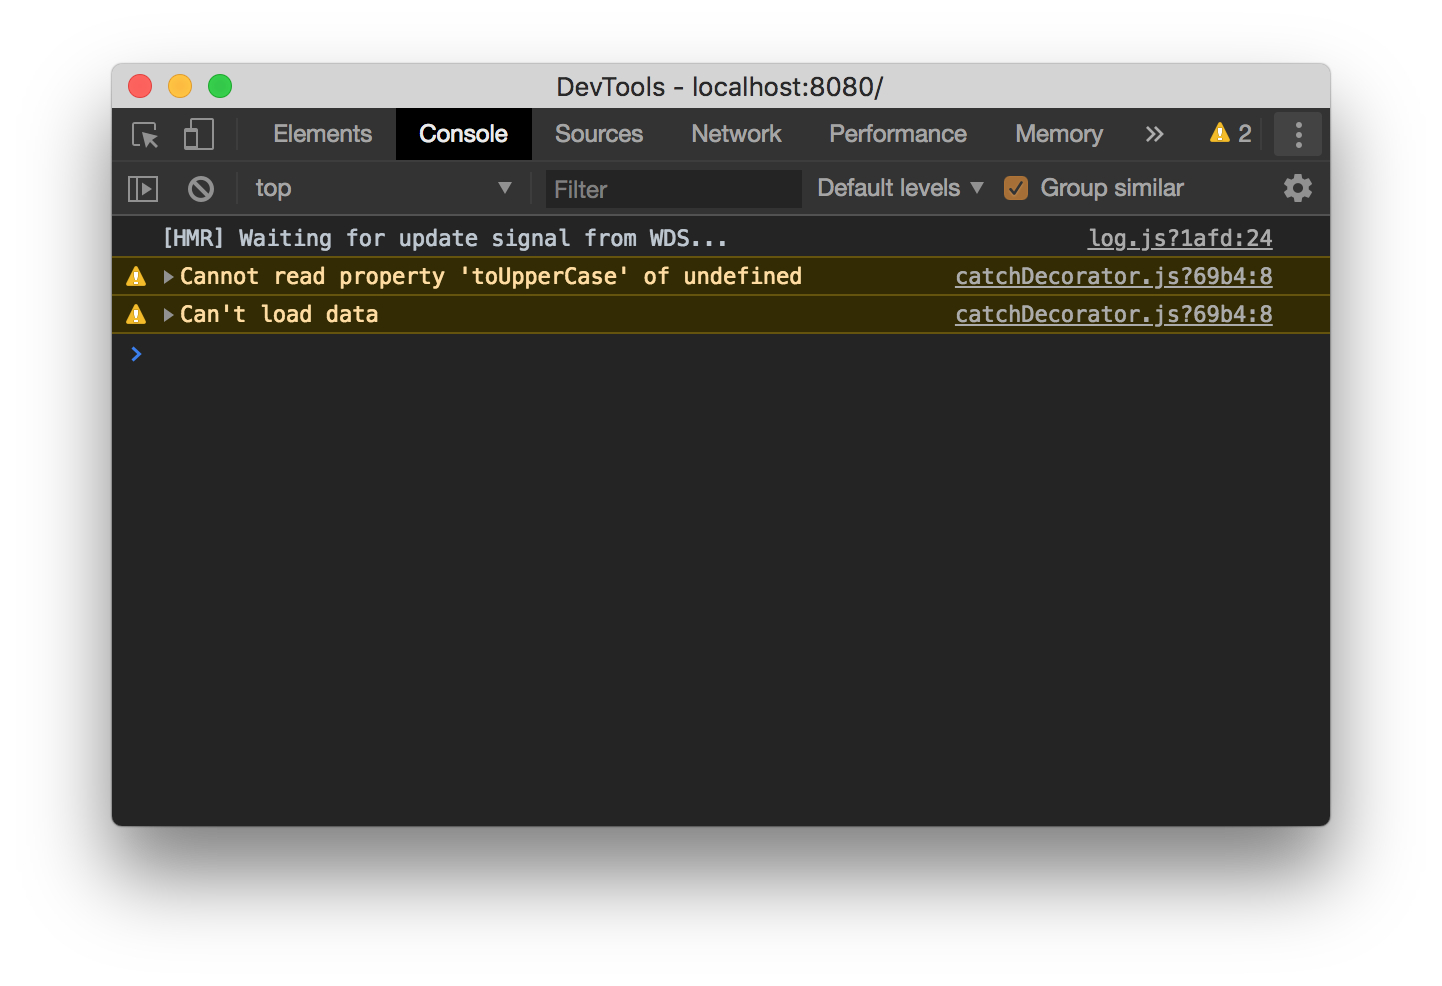 DevTools - localhost:8080/
Elements Console Sources Network Performance Memory 2
top Filter Default levels Group similar
[HMR] Waiting for update signal from WDS... log.js?1afd:24
Cannot read property 'toUpperCase' of undefined catchDecorator.js?69b4:8
Can't load data catchDecorator.js?69b4:8